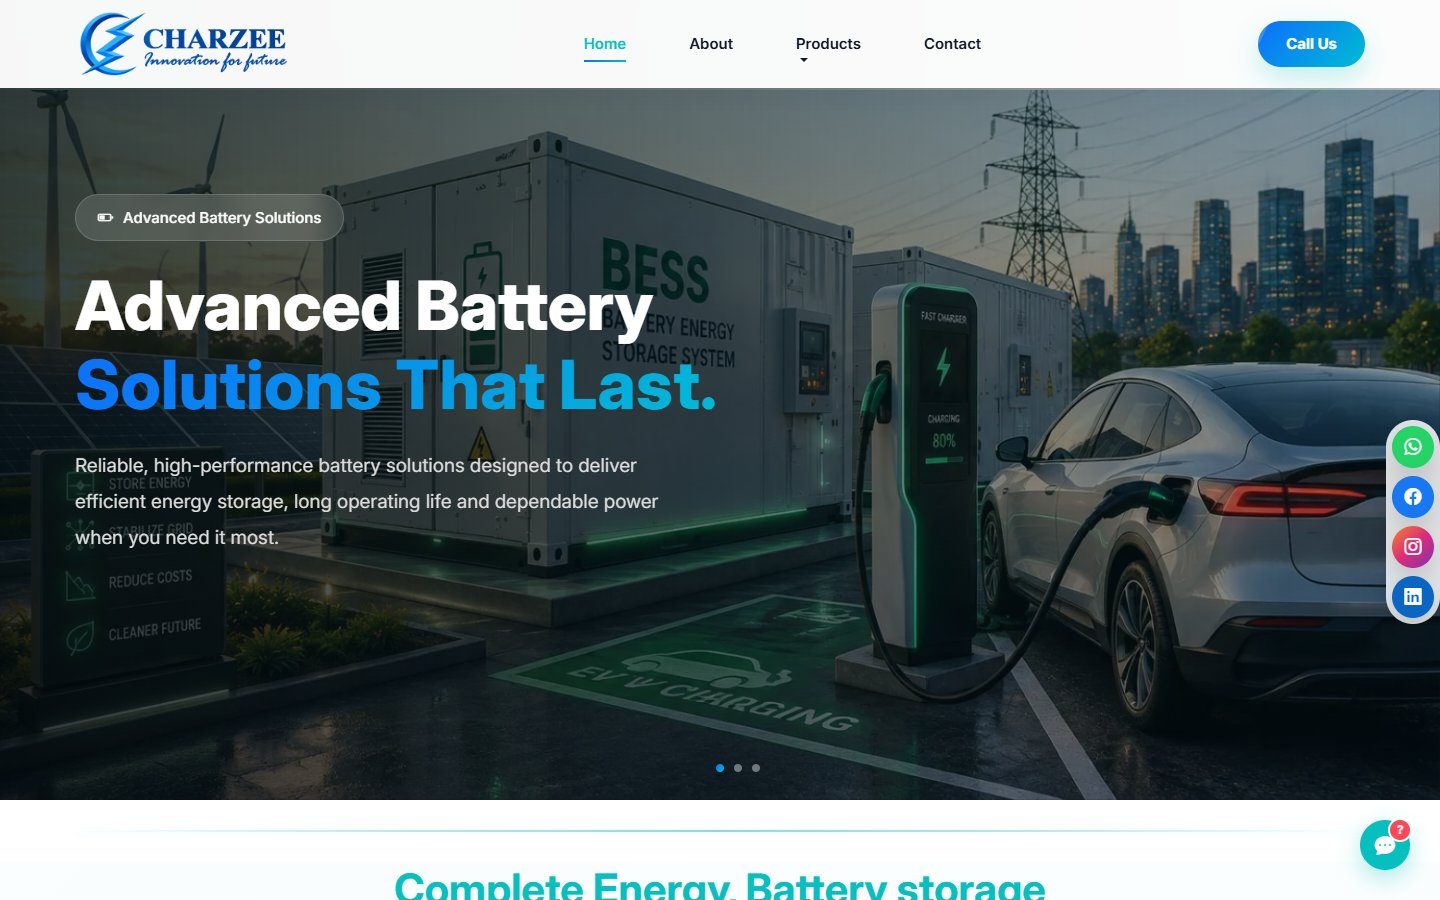 CHARZEE
Innovation for future
Home
About
Products
Contact
Call Us
Advanced Battery Solutions
Advanced Battery
Solutions That Last.
Reliable, high-performance battery solutions designed to deliver
efficient energy storage, long operating life and dependable power
when you need it most.
BESS
BATTERY ENERGY
STORAGE SYSTEM
FAST CHARGER
CHARGING
80%
STORE ENERGY
STABILIZE GRID
REDUCE COSTS
CLEANER FUTURE
in
?
Complete Energy, Battery storage